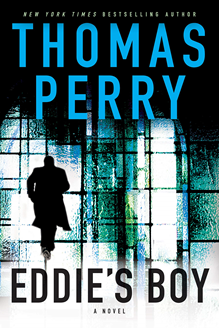 NEW YORK TIMES BESTSELLING AUTHOR
THOMAS
PERRY
EDDIE'S BOY
A NOVEL